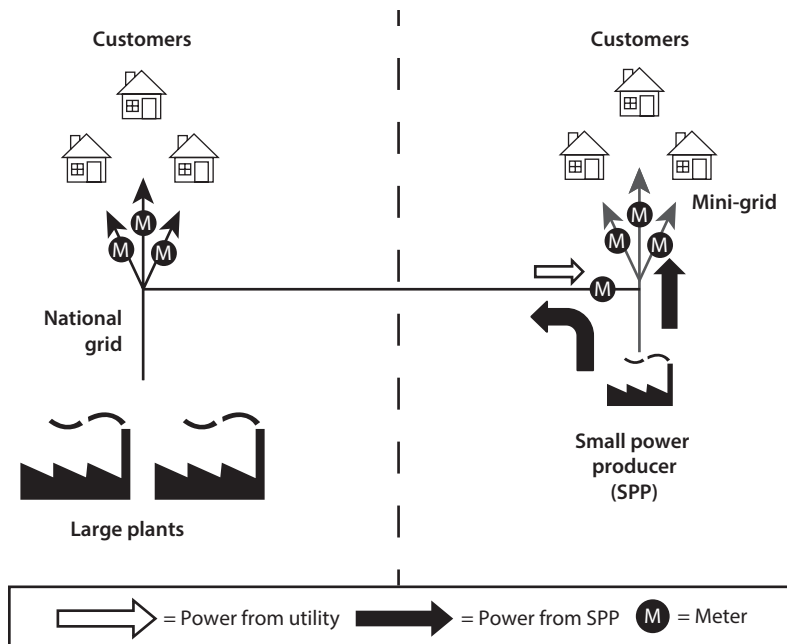 Customers
Customers
M
M
M
Mini-grid
M
M
M
M
National
grid
Small power
producer
(SPP)
Large plants
= Power from utility
= Power from SPP
M = Meter